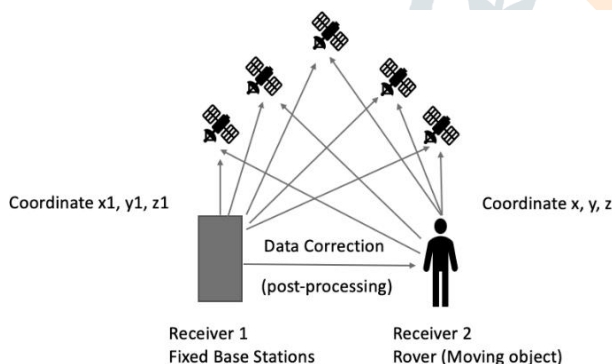 Coordinate x1, y1, z1
Coordinate x, y, z
Data Correction
(post-processing)
Receiver 1
Fixed Base Stations
Receiver 2
Rover (Moving object)